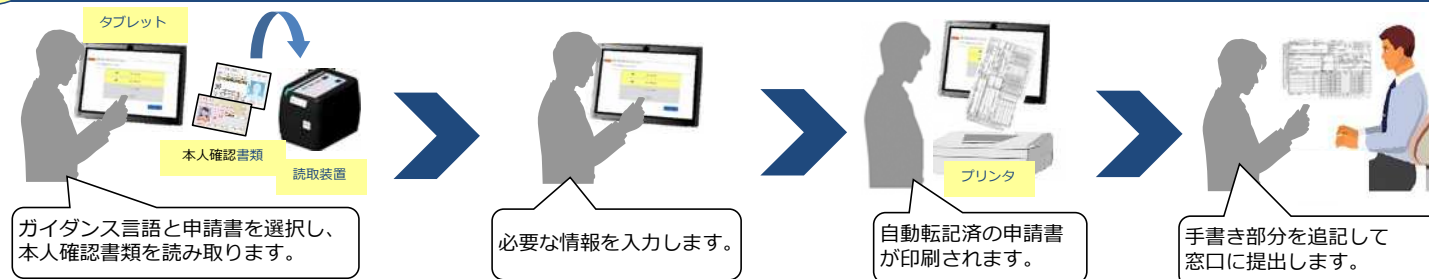 タブレット
本人確認書類
読取装置
ガイダンス言語と申請書を選択し、
本人確認書類を読み取ります。
必要な情報を入力します。
プリンタ
自動転記済の申請書
が印刷されます。
手書き部分を追記して
窓口に提出します。